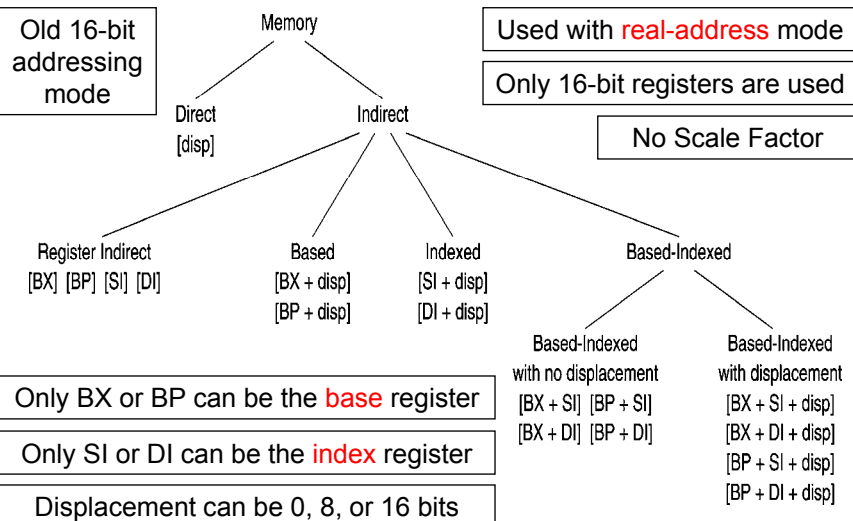 Old 16-bit
addressing
mode
Memory
Used with real-address mode
Only 16-bit registers are used
No Scale Factor
Direct
[disp]
Indirect
Register Indirect
[BX] [BP] [SI] [DI]
Based
[BX + disp]
[BP + disp]
Indexed
[SI + disp]
[DI + disp]
Based-Indexed
Based-Indexed
with no displacement
[BX + SI] [BP + SI]
[BX + DI] [BP + DI]
Based-Indexed
with displacement
[BX + SI + disp]
[BX + DI + disp]
[BP + SI + disp]
[BP + DI + disp]
Only BX or BP can be the base register
Only SI or DI can be the index register
Displacement can be 0, 8, or 16 bits